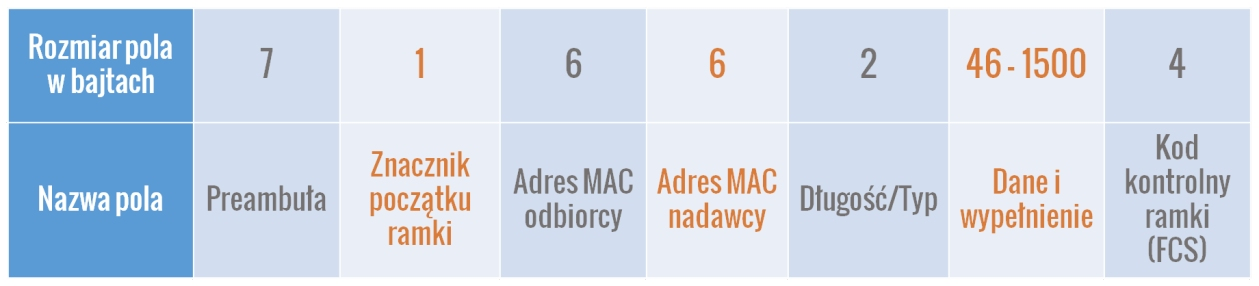 Rozmiar pola
w bajtach
7
1
6
6
2
46 - 1500
4
Nazwa pola
Preambuła
Znacznik
początku
ramki
Adres MAC
odbiorcy
Adres MAC
nadawcy
Długość/Typ
Dane i
wypełnienie
Kod
kontrolny
ramki
(FCS)